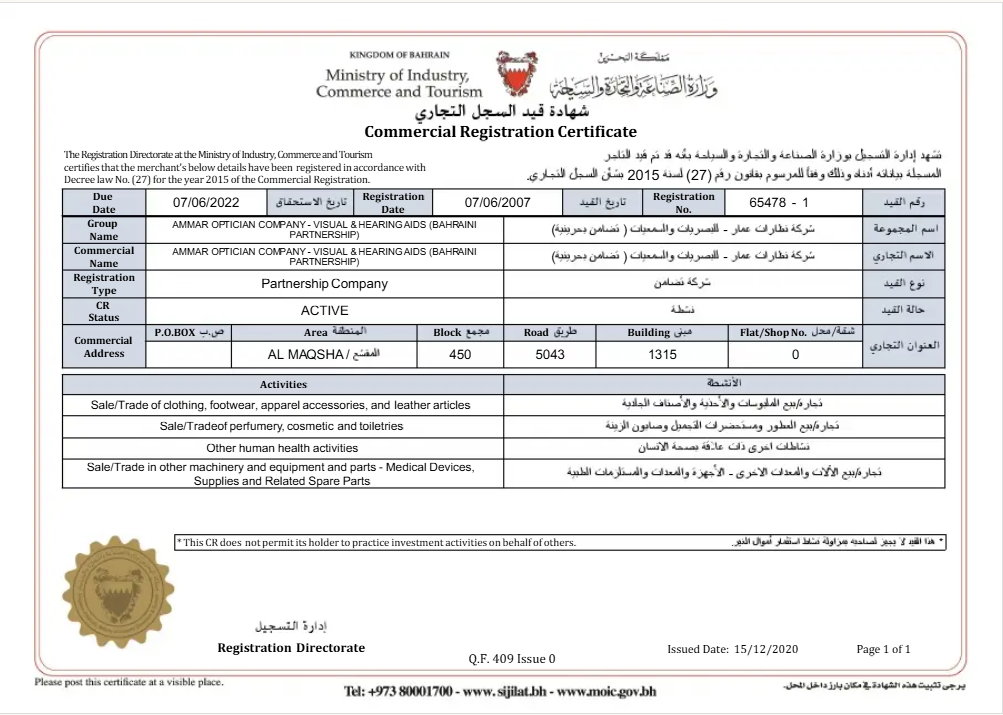 KINGDOM OF BAHRAIN
مملكة البحرين
Ministry of Industry,
Commerce and Tourism
وزارة الصناعة والتجارة والسياحة
شهادة قيد السجل التجاري
Commercial Registration Certificate
The Registration Directorate at the Ministry of Industry, Commerce and Tourism
certifies that the merchant's below details have been registered in accordance with
Decree law No. (27) for the year 2015 of the Commercial Registration.
تشهد إدارة التسجيل بوزارة الصناعة والتجارة والسياحة بأنه قد تم قيد التاجر
المسجلة بياناته أدناه وذلك وفقاً للمرسوم بقانون رقم (27) لسنة 2015 بشأن السجل التجاري.
Due Date 07/06/2022 تاريخ الاستحقاق Registration Date 07/06/2007 تاريخ القيد Registration No. 65478 - 1 رقم القيد
Group Name AMMAR OPTICIAN COMPANY - VISUAL & HEARING AIDS (BAHRAINI
PARTNERSHIP)
شركة نظارات عمار - للبصريات والسمعيات ( تضامن بحرينية) اسم المجموعة
Commercial Name AMMAR OPTICIAN COMPANY - VISUAL & HEARING AIDS (BAHRAINI
PARTNERSHIP)
شركة نظارات عمار - للبصريات والسمعيات ( تضامن بحرينية) الاسم التجاري
Registration Type Partnership Company شركة تضامن نوع القيد
CR Status ACTIVE نشطة حالة القيد
Commercial Address
P.O.BOX ص.ب Area المنطقة Block مجمع Road طريق Building مبنى Flat/Shop No. شقة/محل
العنوان التجاري
AL MAQSHA / المقشع 450 5043 1315 0
Activities الأنشطة
Sale/Trade of clothing, footwear, apparel accessories, and leather articles تجارة/بيع الملبوسات والأحذية والأصناف الجلدية
Sale/Tradeof perfumery, cosmetic and toiletries تجارة/بيع العطور ومستحضرات التجميل وصابون الزينة
Other human health activities نشاطات اخرى ذات علاقة بصحة الانسان
Sale/Trade in other machinery and equipment and parts - Medical Devices,
Supplies and Related Spare Parts
تجارة/بيع الآلات والمعدات الاخرى - الأجهزة والمعدات والمستلزمات الطبية
* This CR does not permit its holder to practice investment activities on behalf of others.
* هذا القيد لا يجيز لصاحبه مزاولة نشاط استثمار أموال الغير.
إدارة التسجيل
Registration Directorate
Q.F. 409 Issue 0
Issued Date: 15/12/2020
Page 1 of 1
Please post this certificate at a visible place.
يرجى تثبيت هذه الشهادة في مكان بارز داخل المحل.
Tel: +973 80001700 - www. sijilat.bh - www.moic.gov.bh